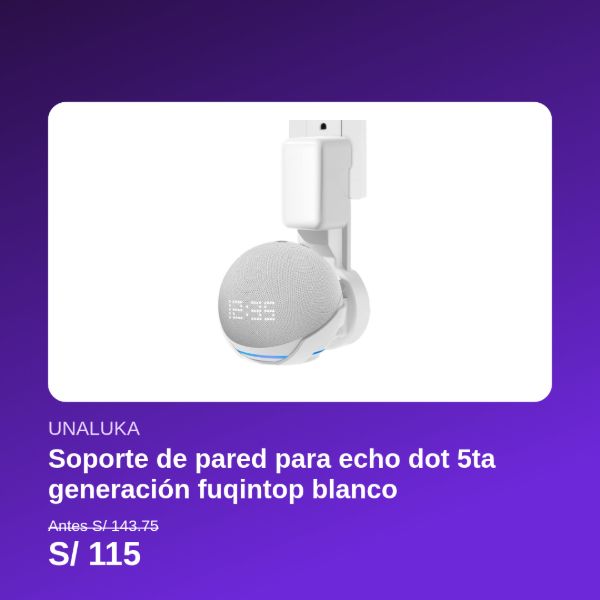 UNALUKA
Soporte de pared para echo dot 5ta
generación fuqintop blanco
Antes S/ 143.75
S/ 115